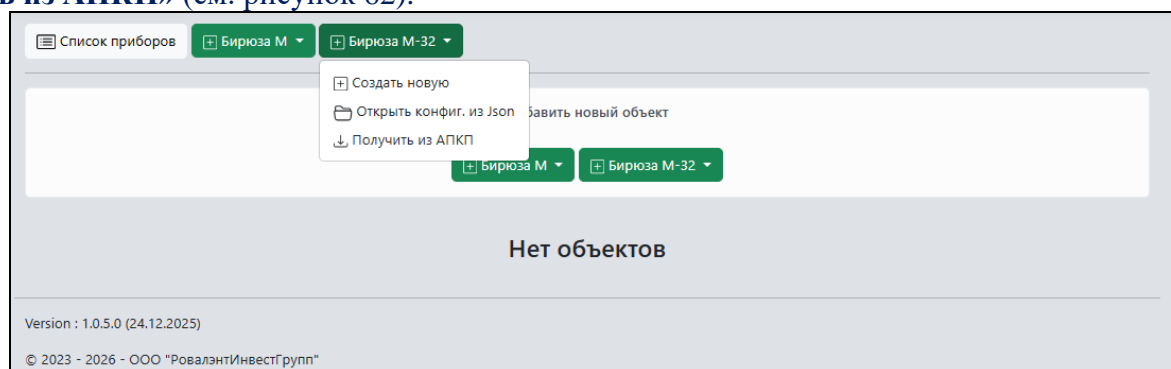 из АПКП» (см. рисунок 62).
Список приборов Бирюза М Бирюза М-32
Создать новую
Открыть конфиг. из Json
новый объект
Получить из АПКП
Бирюза М Бирюза М-32
Нет объектов
Version : 1.0.5.0 (24.12.2025)
© 2023 - 2026 - ООО "РовалэнтИнвестГрупп"